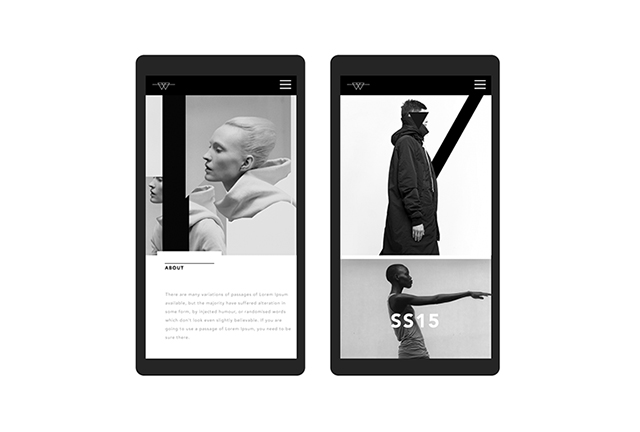 W
ABOUT
There are many variations of passages of Lorem Ipsum
available, but the majority have suffered alteration in
some form, by injected humour, or randomised words
which don't look even slightly believable. If you are
going to use a passage of Lorem Ipsum, you need to be
sure there
W
SS15